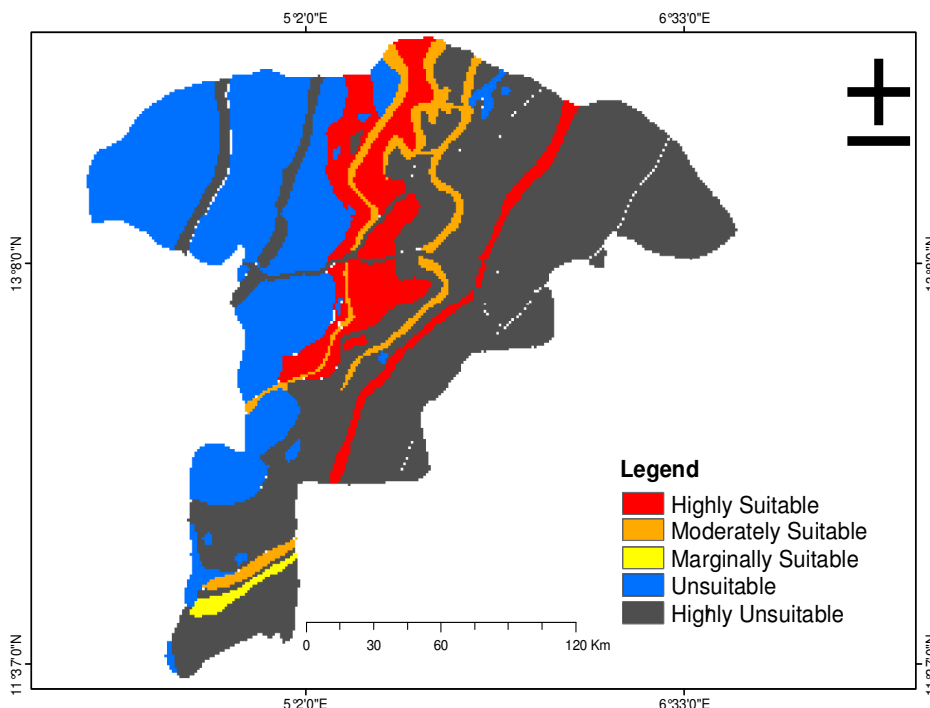 5°2'0"E 6°33'0"E
13°8'0"N
Legend
Highly Suitable
Moderately Suitable
Marginally Suitable
Unsuitable
Highly Unsuitable
0 30 60 120 Km
11°37'0"N
5°2'0"E 6°33'0"E